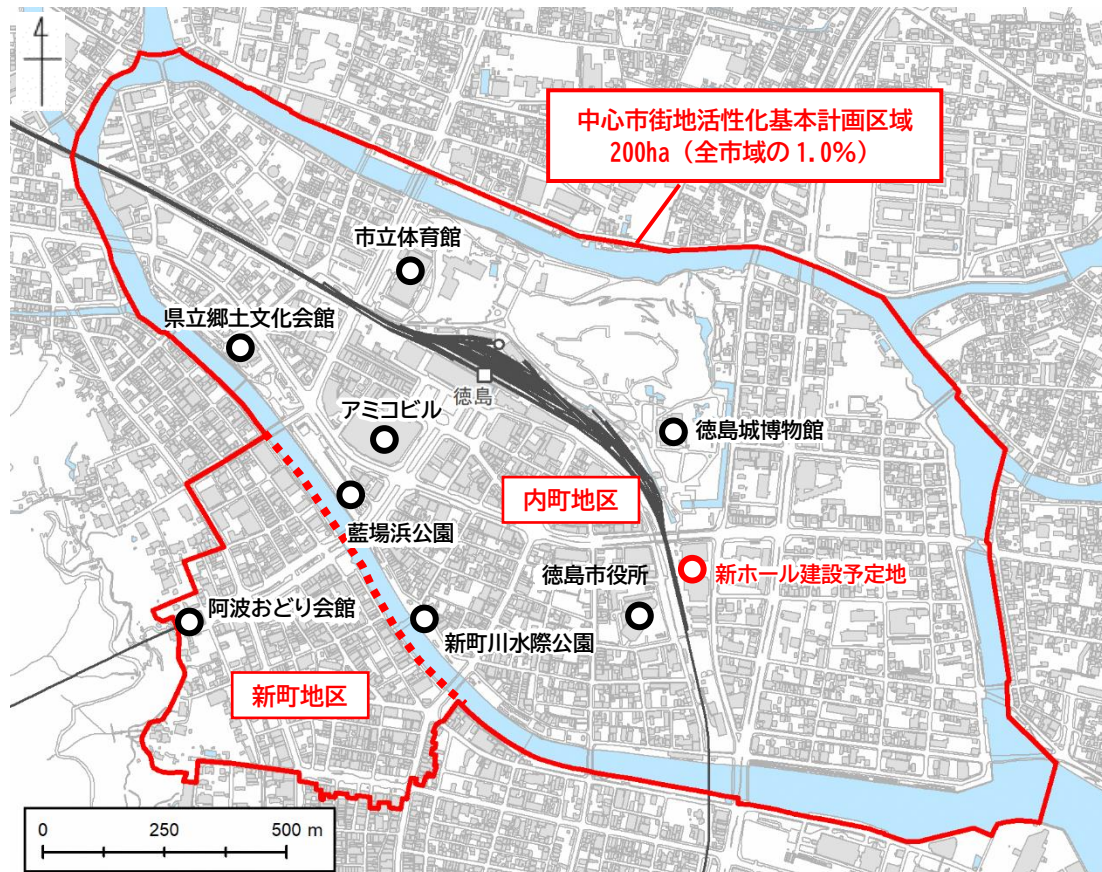 中心市街地活性化基本計画区域
200ha（全市域の1.0％）
市立体育館
県立郷土文化会館
徳島
アミコビル
徳島城博物館
内町地区
藍場浜公園
徳島市役所
新ホール建設予定地
阿波おどり会館
新町川水際公園
新町地区
0 250 500 m